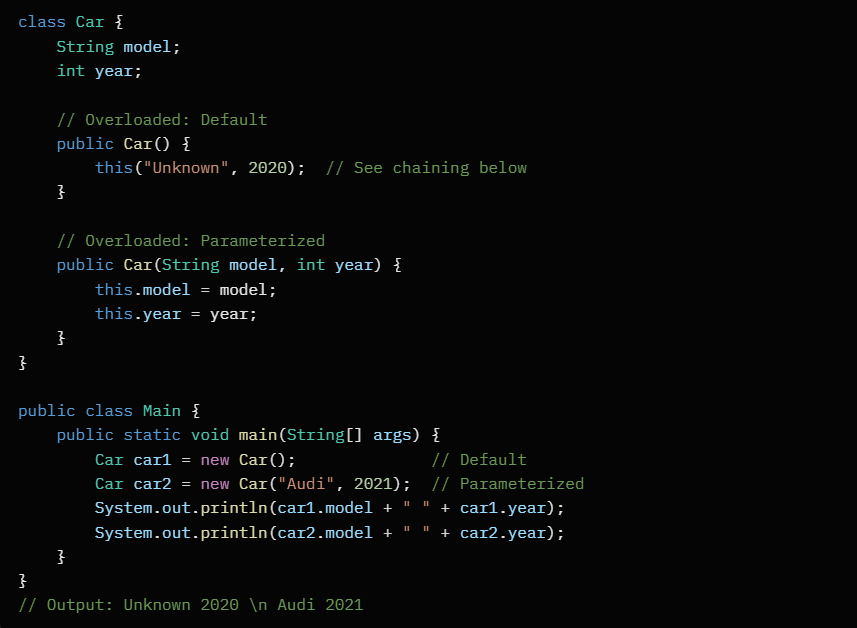 class Car {
    String model;
    int year;

    // Overloaded: Default
    public Car() {
        this("Unknown", 2020);  // See chaining below
    }

    // Overloaded: Parameterized
    public Car(String model, int year) {
        this.model = model;
        this.year = year;
    }
}

public class Main {
    public static void main(String[] args) {
        Car car1 = new Car();              // Default
        Car car2 = new Car("Audi", 2021);  // Parameterized
        System.out.println(car1.model + " " + car1.year);
        System.out.println(car2.model + " " + car2.year);
    }
}
// Output: Unknown 2020 \n Audi 2021